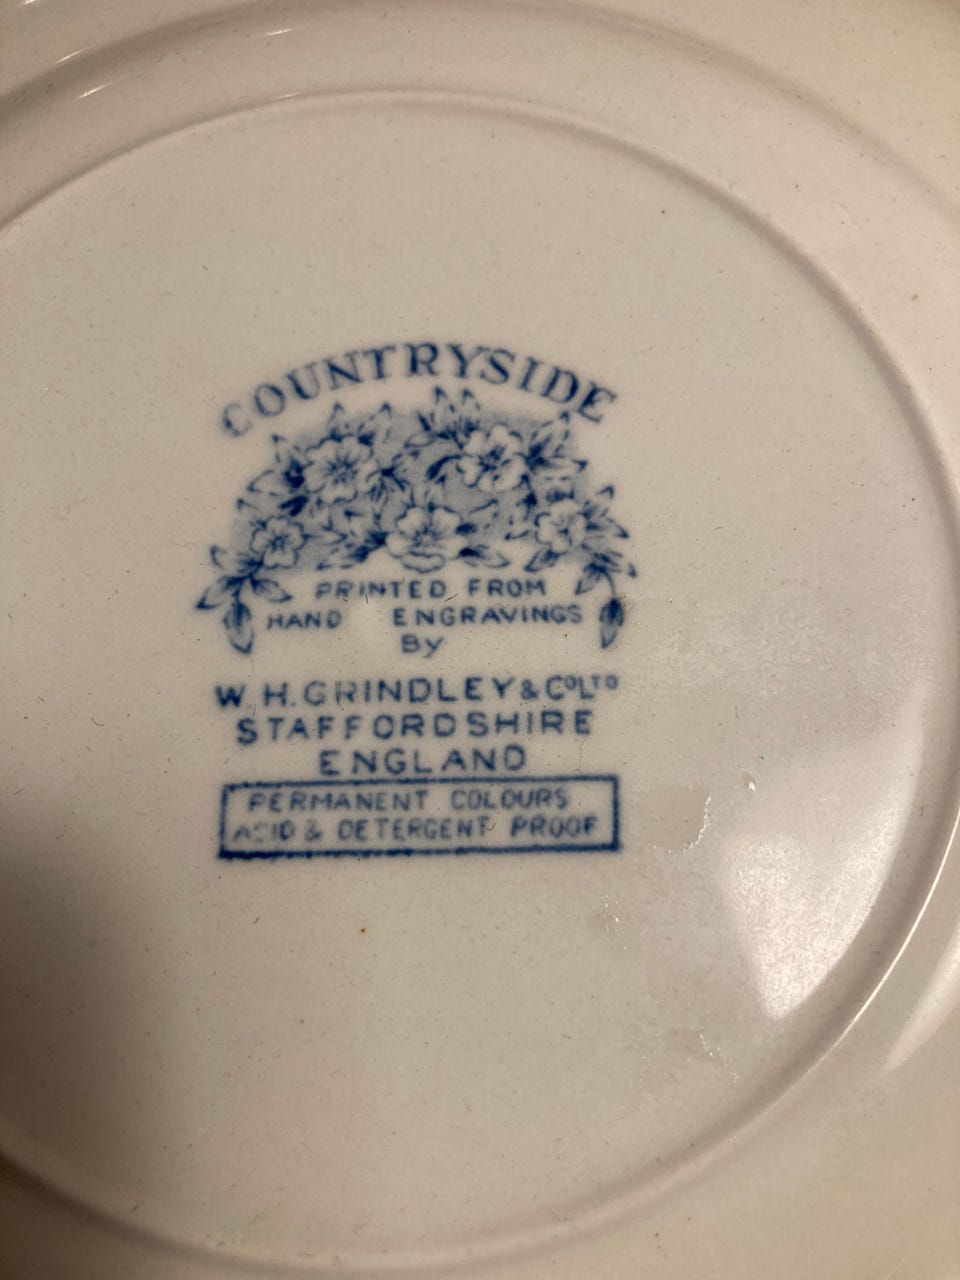 COUNTRYSIDE
PRINTED FROM
HAND ENGRAVINGS
By
W.H.GRINDLEY & COLTD
STAFFORDSHIRE
ENGLAND
PERMANENT COLOURS
ACID & DETERGENT PROOF